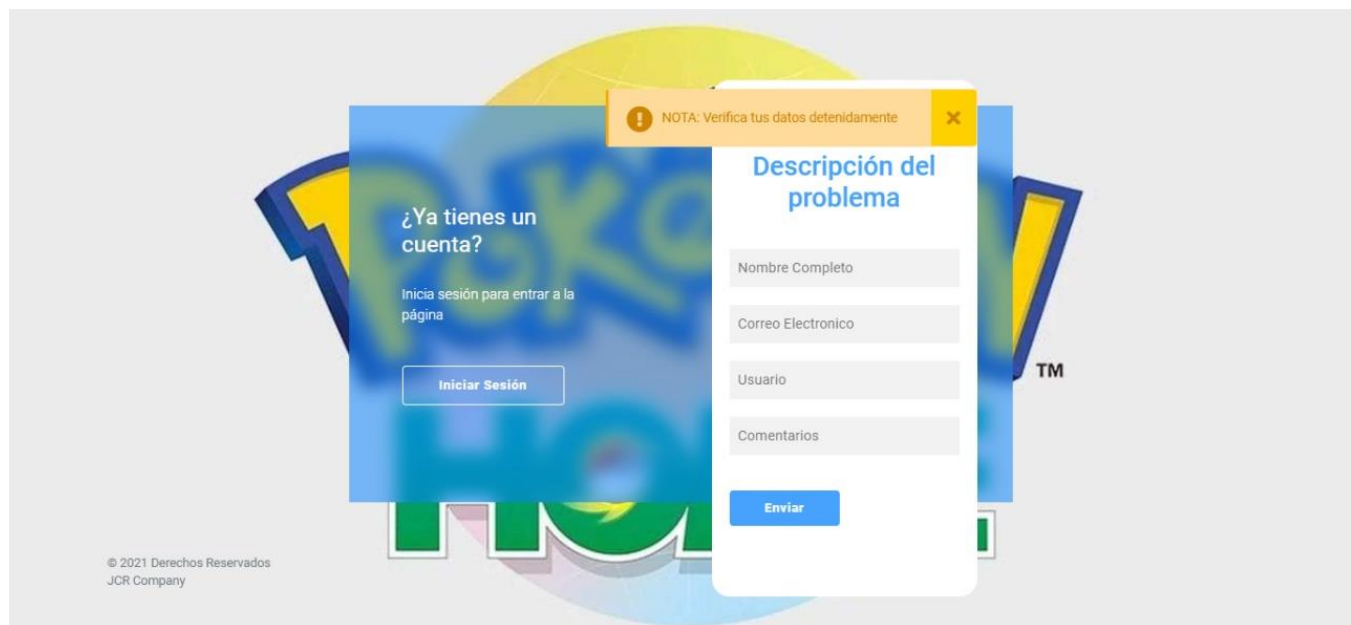 NOTA: Verifica tus datos detenidamente
Descripción del
problema
¿Ya tienes un
cuenta?
Inicia sesión para entrar a la
página
Iniciar Sesión
Nombre Completo
Correo Electronico
Usuario
Comentarios
Enviar
TM
© 2021 Derechos Reservados
JCR Company